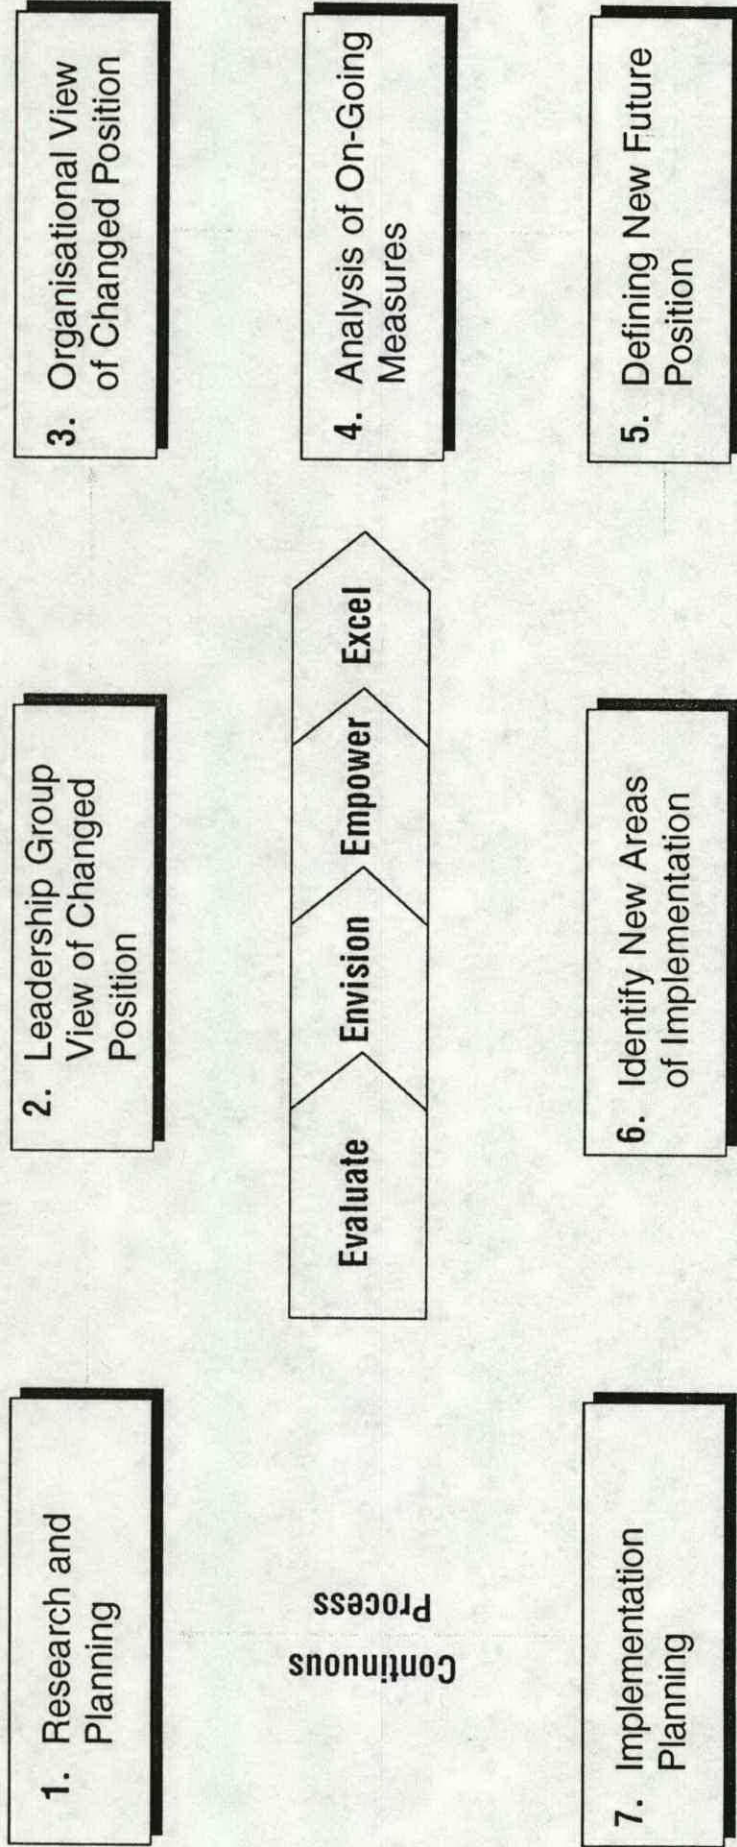 1. Research and
Planning
2. Leadership Group
View of Changed
Position
3. Organisational View
of Changed Position
4. Analysis of On-Going
Measures
5. Defining New Future
Position
6. Identify New Areas
of Implementation
7. Implementation
Planning
Continuous
Process
Evaluate
Envision
Empower
Excel